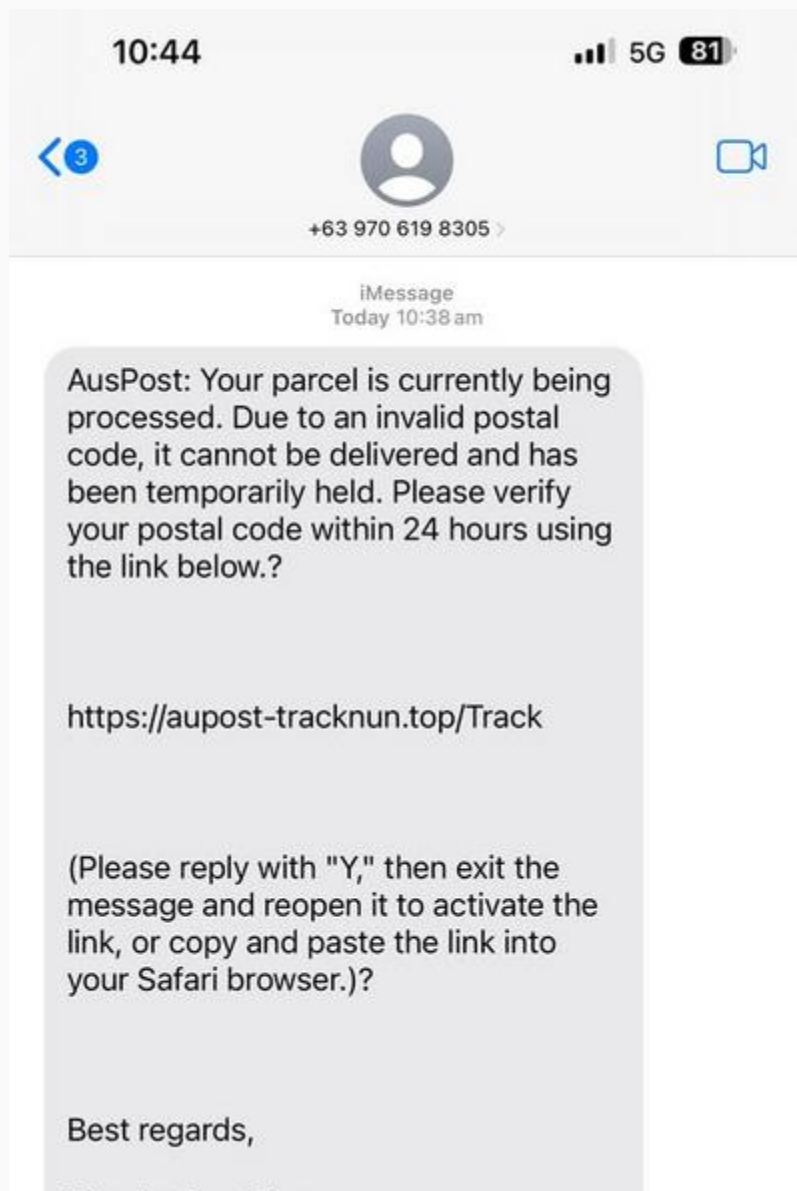 10:44
5G 81
3
+63 970 619 8305
iMessage
Today 10:38 am
AusPost: Your parcel is currently being
processed. Due to an invalid postal
code, it cannot be delivered and has
been temporarily held. Please verify
your postal code within 24 hours using
the link below.?
https://aupost-tracknun.top/Track
(Please reply with "Y," then exit the
message and reopen it to activate the
link, or copy and paste the link into
your Safari browser.)?
Best regards,